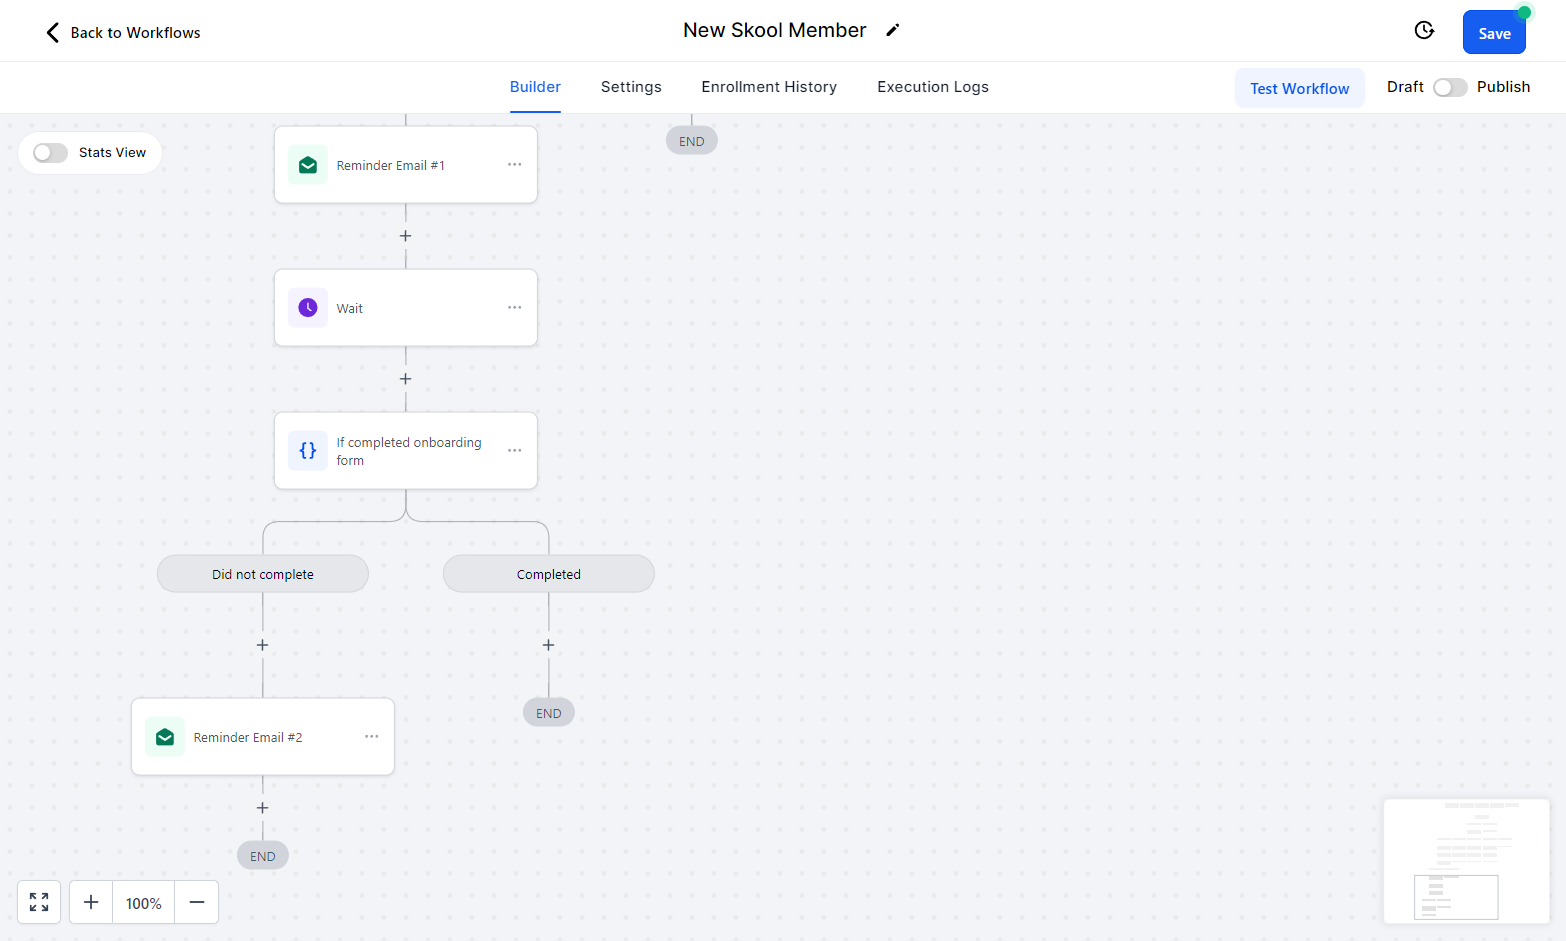 Back to Workflows
New Skool Member
Save
Builder
Settings
Enrollment History
Execution Logs
Test Workflow
Draft
Publish
Stats View
Reminder Email #1
END
Wait
If completed onboarding
form
Did not complete
Completed
END
Reminder Email #2
END
100%